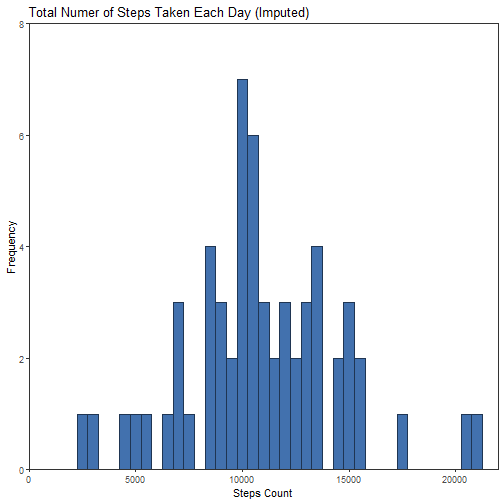 Total Numer of Steps Taken Each Day (Imputed)
8
6
4
2
0
Frequency
0 5000 10000 15000 20000
Steps Count